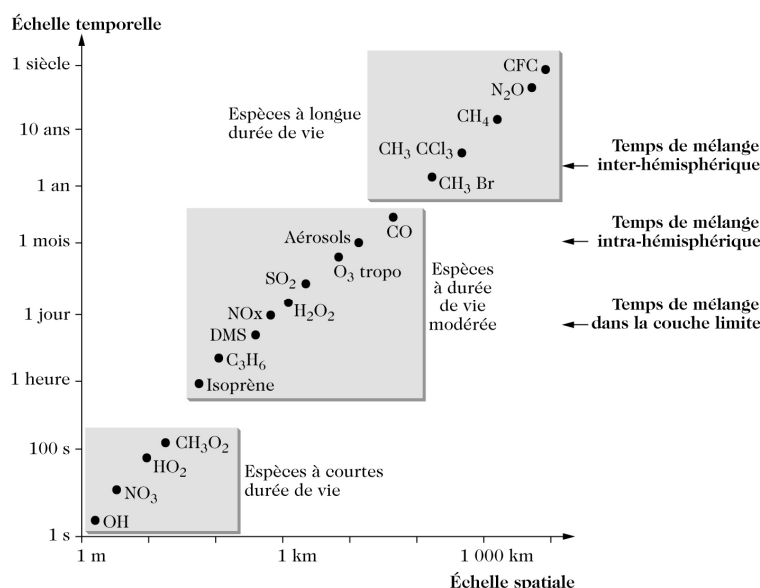 Échelle temporelle
1 siècle
CFC
N2O
Espèces à longue
durée de vie
CH4
10 ans
CH3 CCl3
Temps de mélange
inter-hémisphérique
1 an
CH3 Br
CO
Temps de mélange
intra-hémisphérique
1 mois
Aérosols
O3 tropo
SO2
Espèces
à durée
de vie
modérée
H2O2
NOx
1 jour
Temps de mélange
dans la couche limite
DMS
C3H6
1 heure
Isoprène
100 s
CH3O2
HO2
Espèces à courtes
durée de vie
NO3
OH
1 s
1 m
1 km
1 000 km
Échelle spatiale